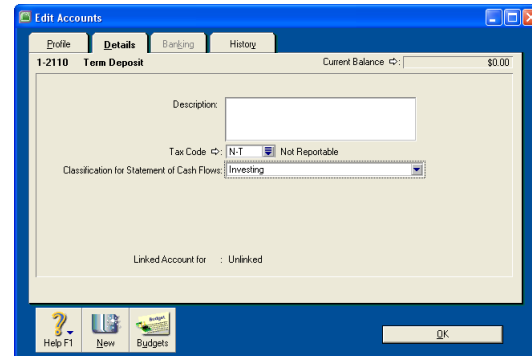 Edit Accounts
Profile Details Banking History
1-2110 Term Deposit Current Balance ⇨: $0.00
Description:
Tax Code ⇨: N-T Not Reportable
Classification for Statement of Cash Flows: Investing
Linked Account for : Unlinked
Budget
Help F1 New Budgets OK